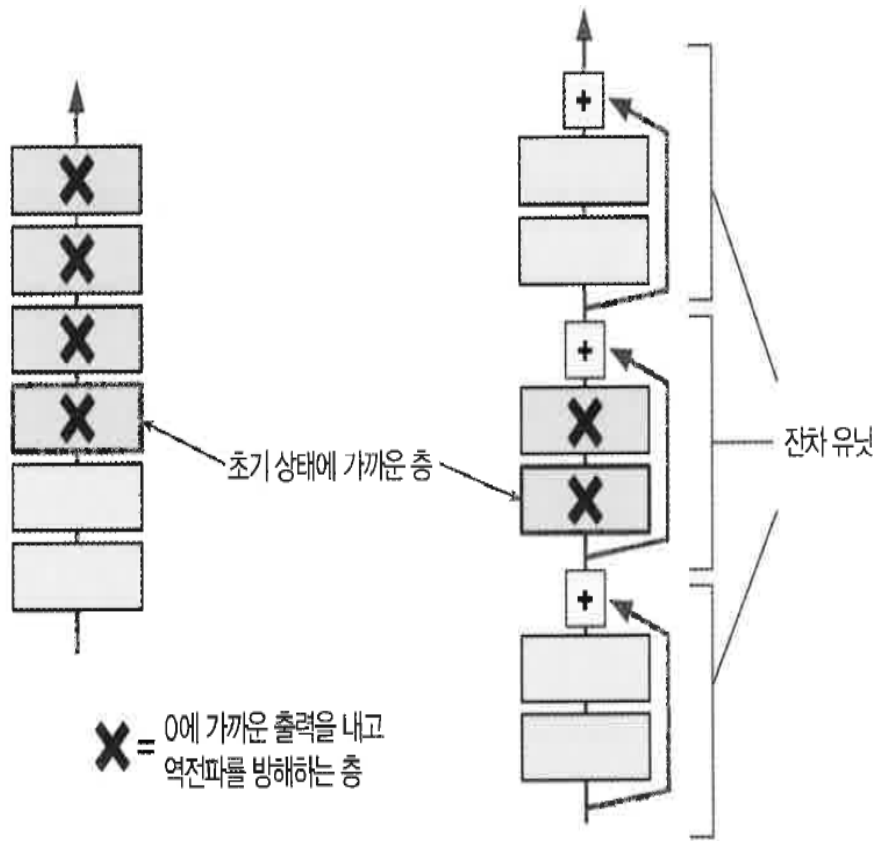 +
초기 상태에 가까운 층
+
잔차 유닛
+
= 0에 가까운 출력을 내고
역전파를 방해하는 층